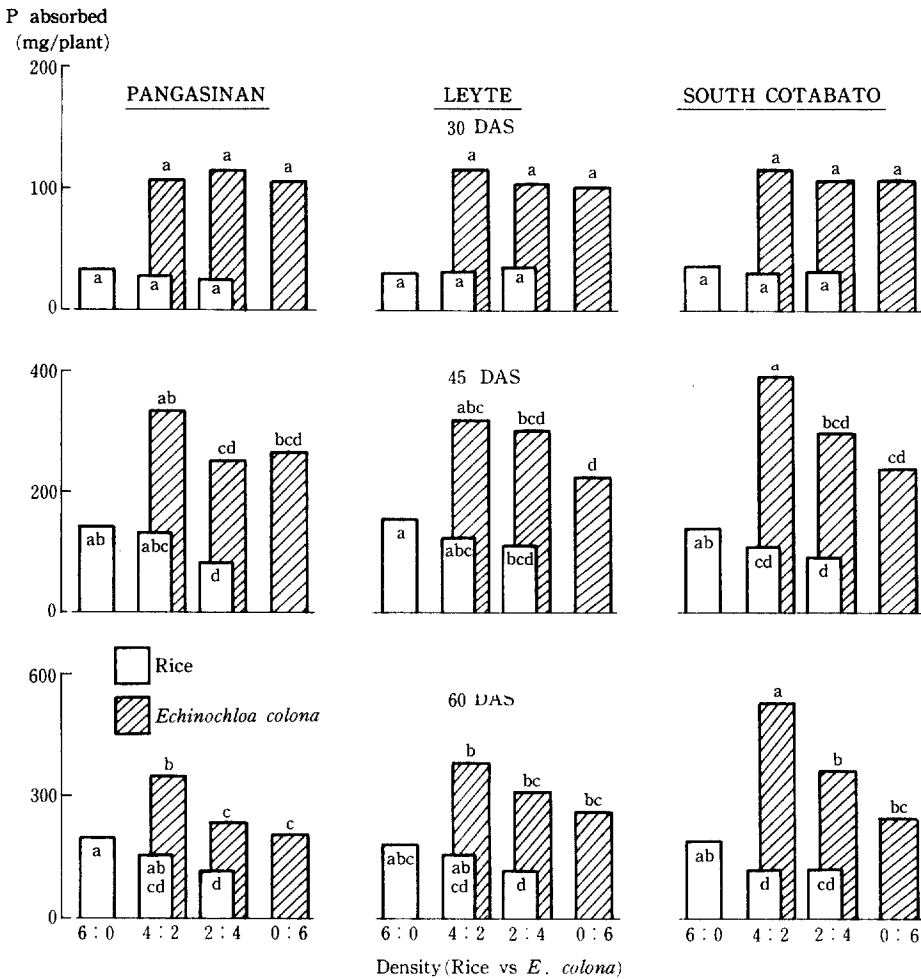 P absorbed
(mg/plant)
200
PANGASINAN LEYTE SOUTH COTABATO
30 DAS
a a a a a a a a a
100
a a a a a a a a a
0
400
45 DAS
ab cd bcd abc bcd d a bcd cd
200
ab abc d a abc bcd ab cd d
0
600
Rice
Echinochloa colona
60 DAS
b c c b bc bc a b bc
300
a ab d abc ab d ab d cd
cd cd
0
6 : 0 4 : 2 2 : 4 0 : 6 6 : 0 4 : 2 2 : 4 0 : 6 6 : 0 4 : 2 2 : 4 0 : 6
Density (Rice vs E. colona)